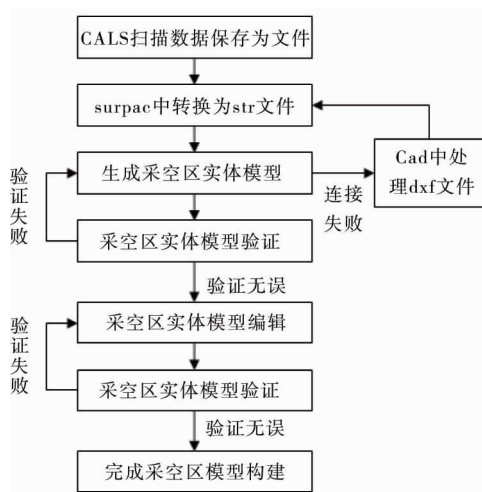 CALS扫描数据保存为文件
surpac中转换为str文件
Cad中处
理dxf文件
生成采空区实体模型
连接
失败
验证失败
采空区实体模型验证
验证无误
采空区实体模型编辑
验证失败
采空区实体模型验证
验证无误
完成采空区模型构建